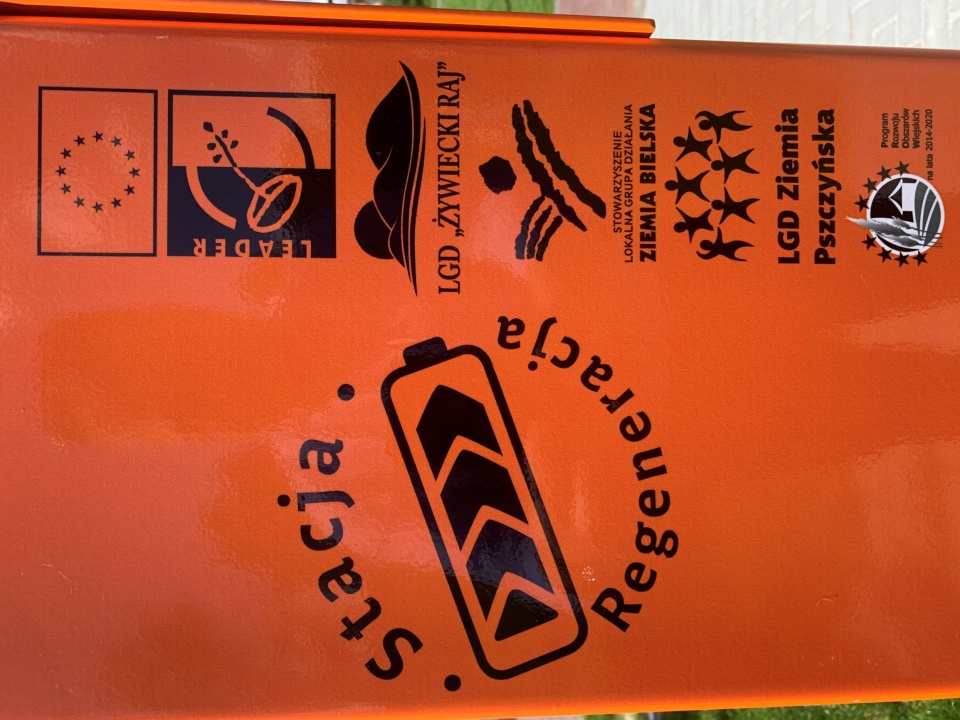 LEADER
LGD „ŻYWIECKI RAJ”
STOWARZYSZENIE
LOKALNA GRUPA DZIAŁANIA
ZIEMIA BIELSKA
LGD Ziemia
Pszczyńska
Program
Rozwoju
Obszarów
Wiejskich
na lata 2014-2020
• Stacja •
Regeneracja